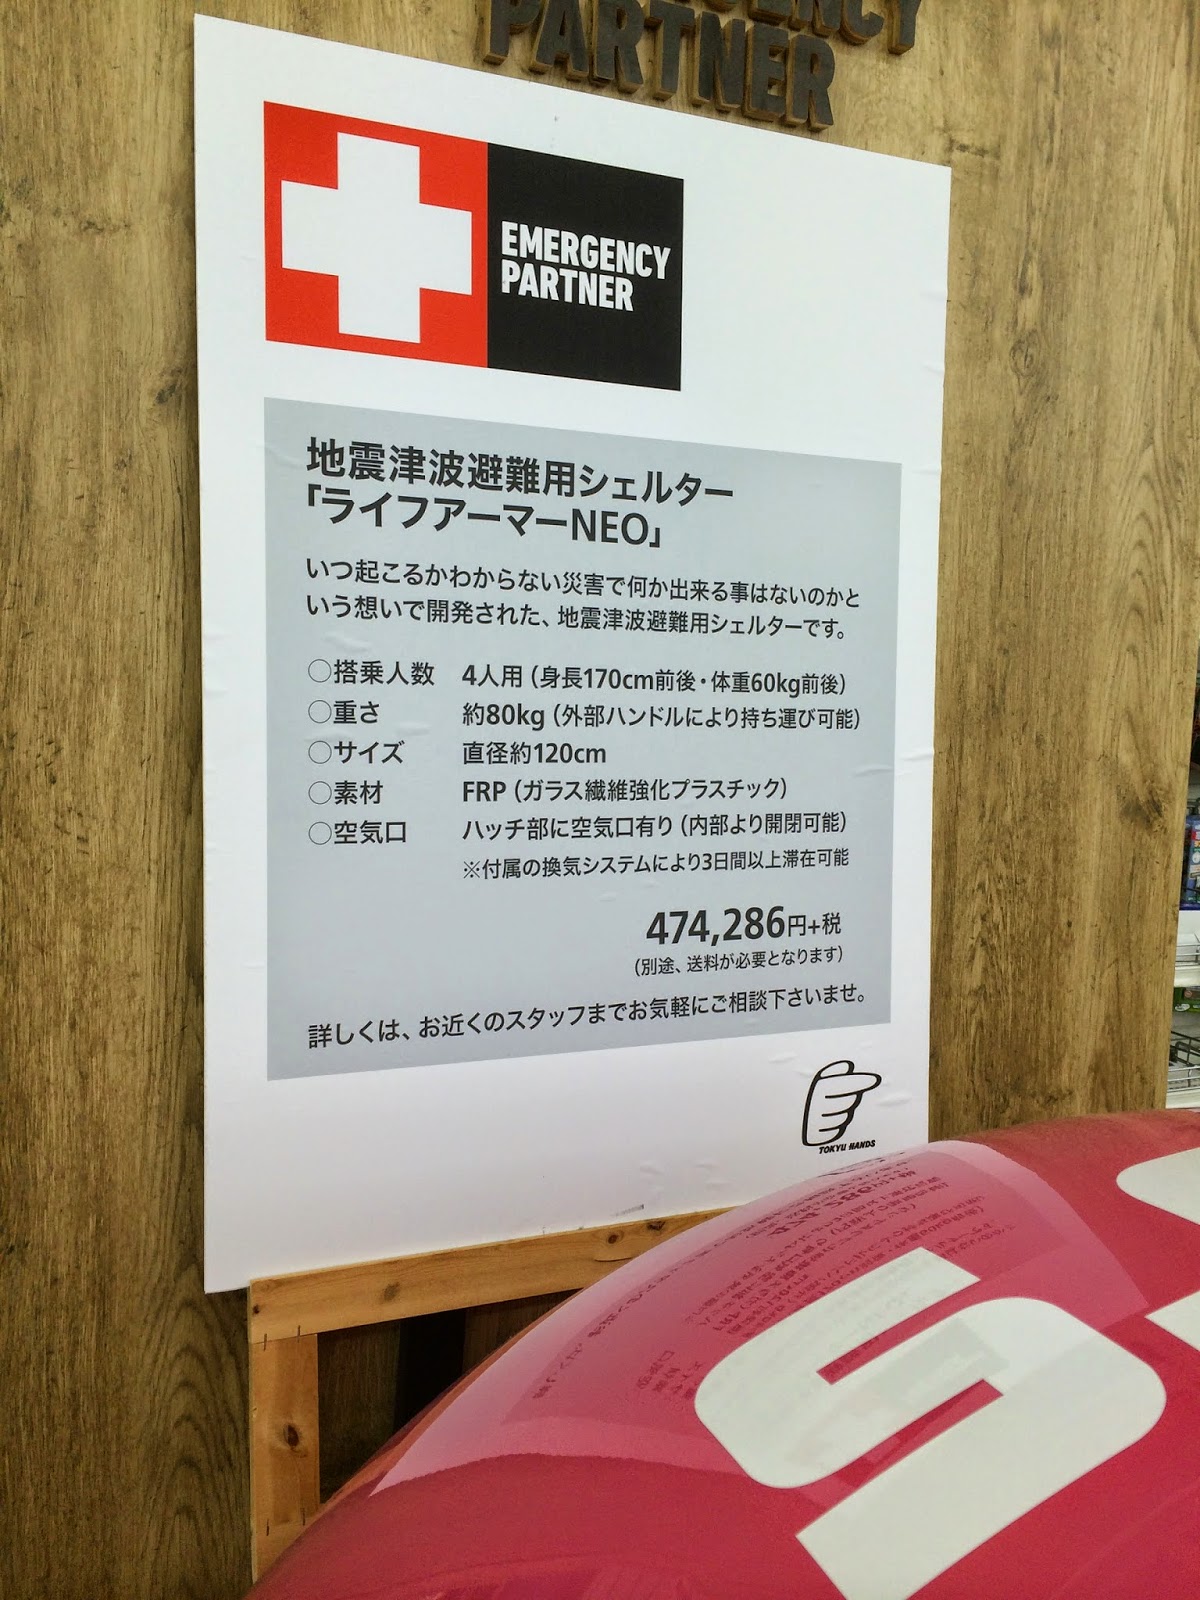 EMERGENCY
PARTNER
EMERGENCY
PARTNER
地震津波避難用シェルター
「ライフアーマーNEO」
いつ起こるかわからない災害で何か出来る事はないのかと
いう想いで開発された、地震津波避難用シェルターです。
○搭乗人数 4人用（身長170cm前後・体重60kg前後）
○重さ 約80kg（外部ハンドルにより持ち運び可能）
○サイズ 直径約120cm
○素材 FRP（ガラス繊維強化プラスチック）
○空気口 ハッチ部に空気口有り（内部より開閉可能）
※付属の換気システムにより3日間以上滞在可能
474,286円+税
（別途、送料が必要となります）
詳しくは、お近くのスタッフまでお気軽にご相談下さいませ。
TOKYU HANDS
S